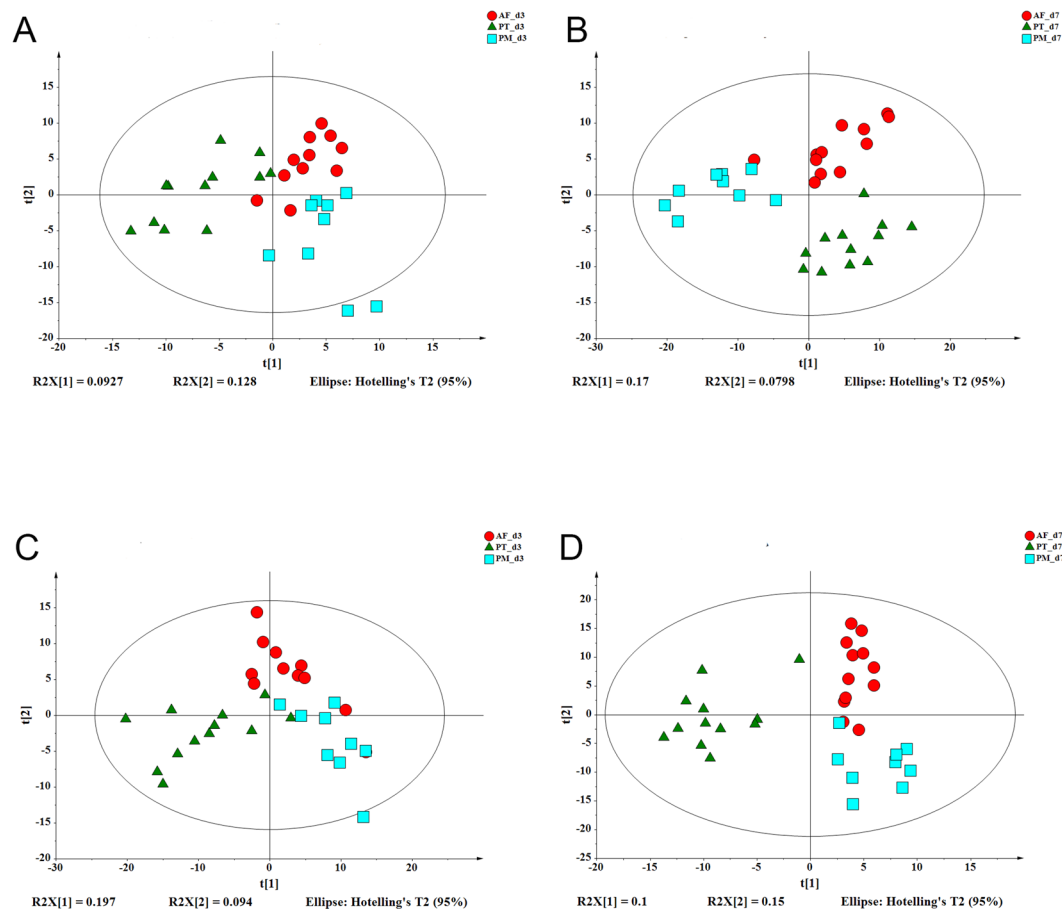 A
AF_d3
PT_d3
PM_d3
t[2]
15
10
5
0
-5
-10
-15
-20
-20 -15 -10 -5 0 5 10 15
t[1]
R2X[1] = 0.0927 R2X[2] = 0.128 Ellipse: Hotelling's T2 (95%)
B
AF_d7
PT_d7
PM_d7
t[2]
15
10
5
0
-5
-10
-15
-20
-30 -20 -10 0 10 20
t[1]
R2X[1] = 0.17 R2X[2] = 0.0798 Ellipse: Hotelling's T2 (95%)
C
AF_d3
PT_d3
PM_d3
t[2]
15
10
5
0
-5
-10
-15
-20
-30 -20 -10 0 10 20
t[1]
R2X[1] = 0.197 R2X[2] = 0.094 Ellipse: Hotelling's T2 (95%)
D
AF_d7
PT_d7
PM_d7
t[2]
20
15
10
5
0
-5
-10
-15
-20
-25
-20 -15 -10 -5 0 5 10 15
t[1]
R2X[1] = 0.1 R2X[2] = 0.15 Ellipse: Hotelling's T2 (95%)